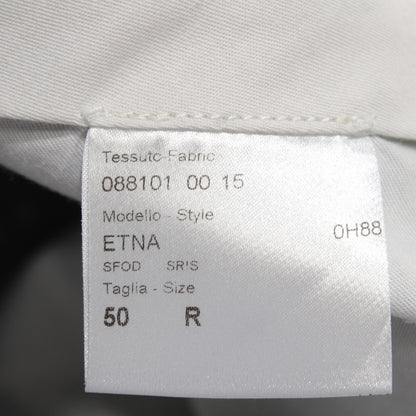 Tessuto-Fabric
088101 00 15
Modello - Style
ETNA 0H88
SFOD SR'S
Taglia - Size
50 R